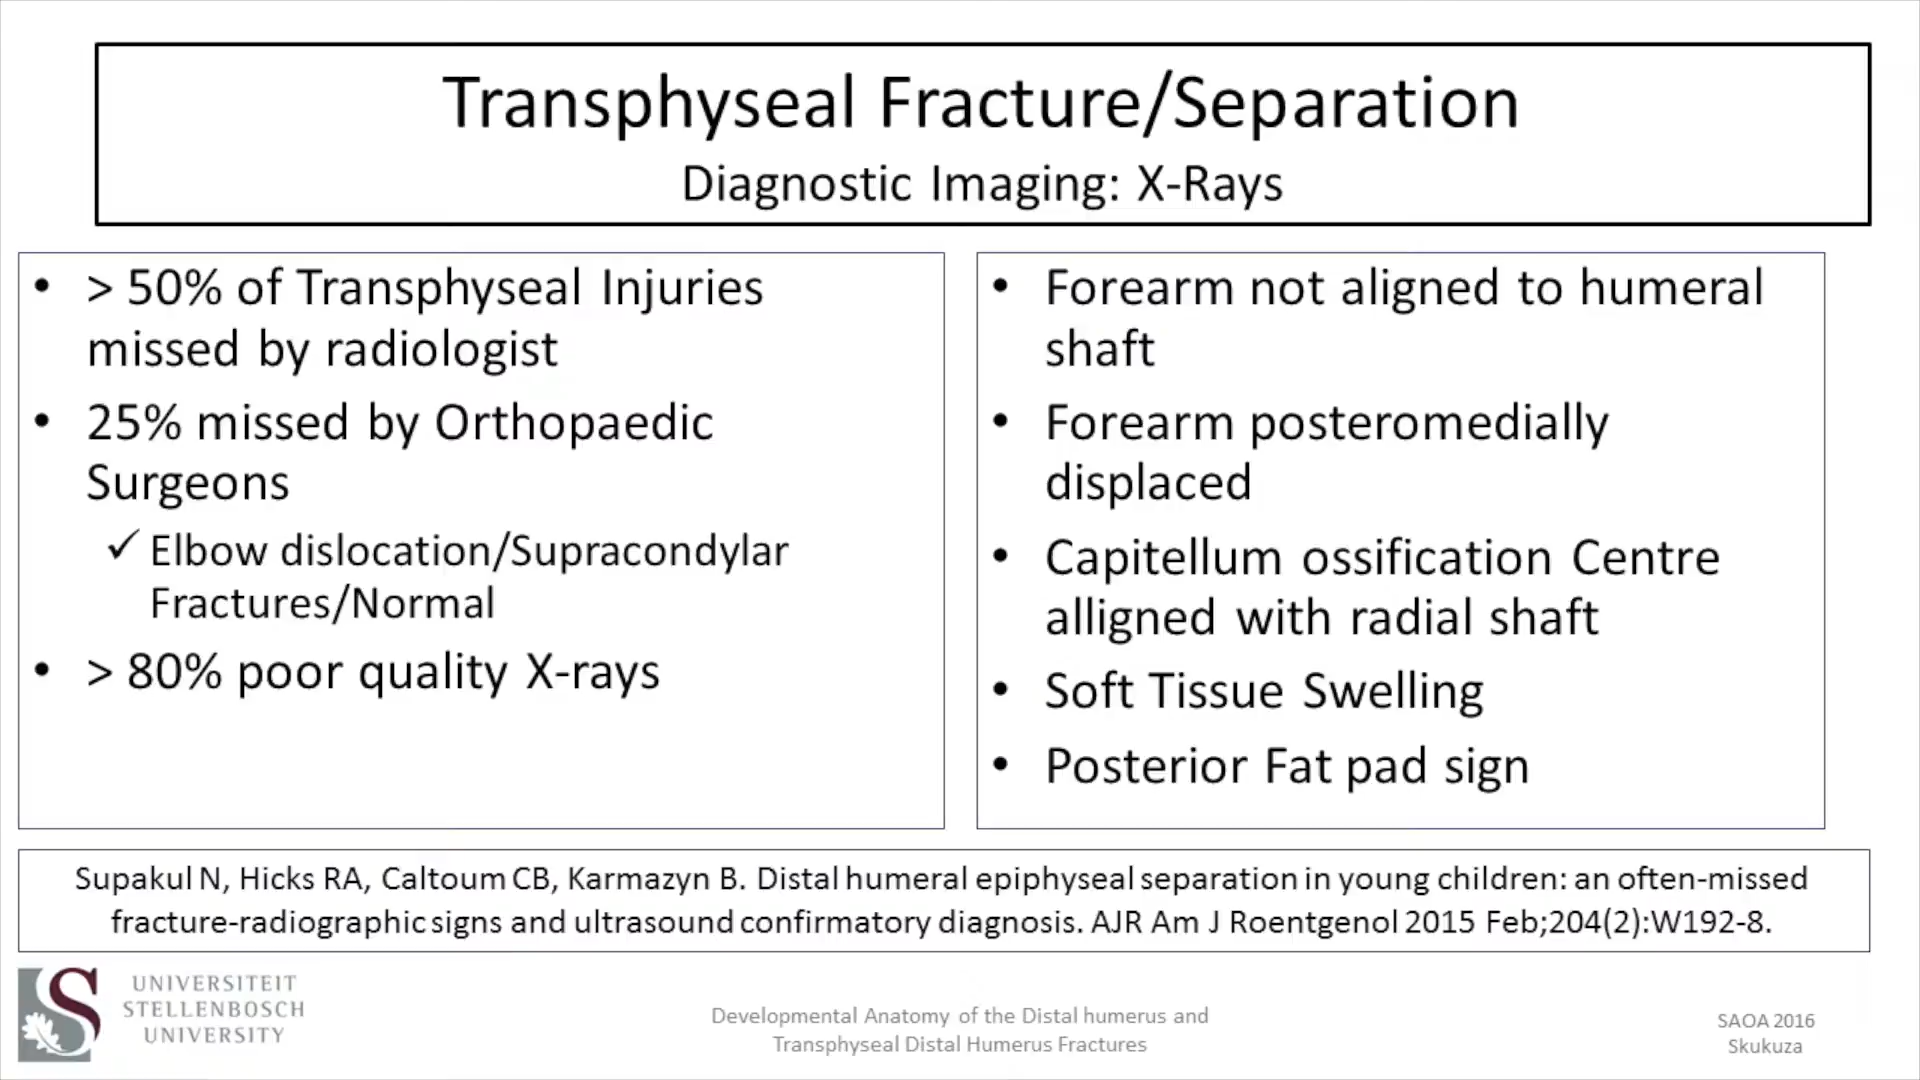 Transphyseal Fracture/Separation
Diagnostic Imaging: X-Rays
• > 50% of Transphyseal Injuries
missed by radiologist
• 25% missed by Orthopaedic
Surgeons
✓ Elbow dislocation/Supracondylar
Fractures/Normal
• > 80% poor quality X-rays
• Forearm not aligned to humeral
shaft
• Forearm posteromedially
displaced
• Capitellum ossification Centre
alligned with radial shaft
• Soft Tissue Swelling
• Posterior Fat pad sign
Supakul N, Hicks RA, Caltoum CB, Karmazyn B. Distal humeral epiphyseal separation in young children: an often-missed
fracture-radiographic signs and ultrasound confirmatory diagnosis. AJR Am J Roentgenol 2015 Feb;204(2):W192-8.
UNIVERSITEIT
STELLENBOSCH
UNIVERSITY
Developmental Anatomy of the Distal humerus and
Transphyseal Distal Humerus Fractures
SAOA 2016
Skukuza